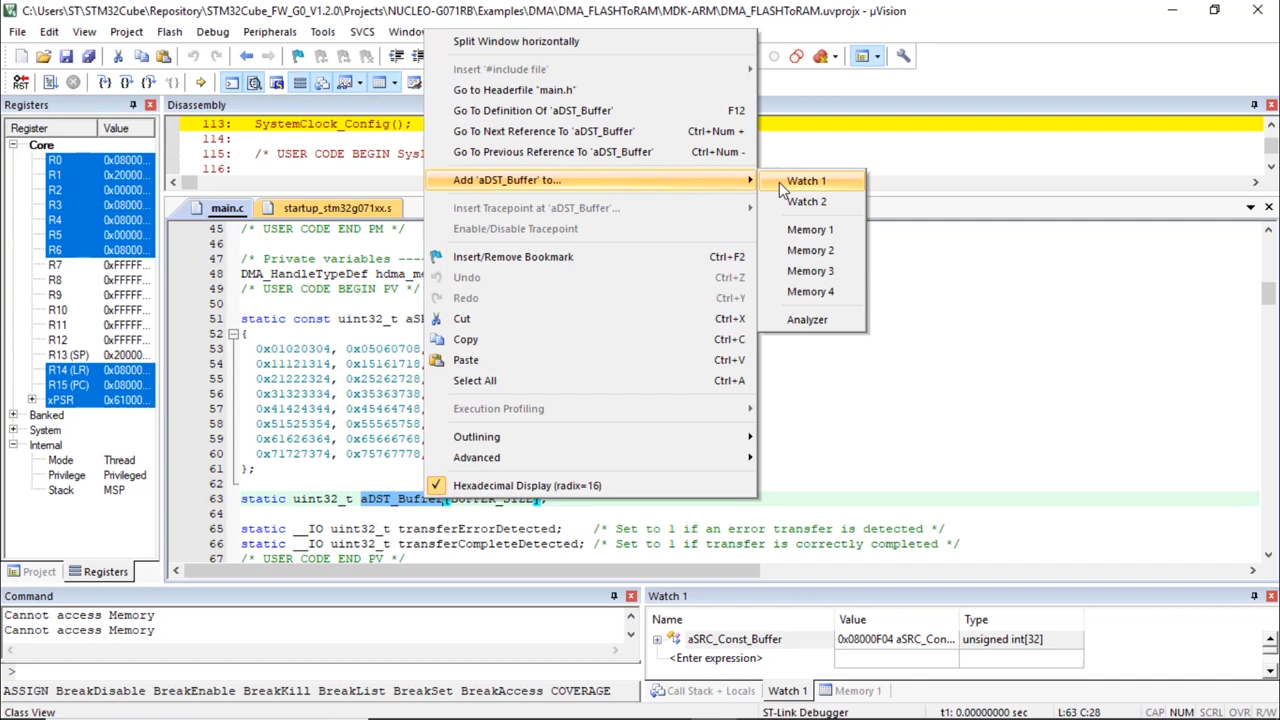 C:\Users\ST\STM32Cube\Repository\STM32Cube_FW_G0_V1.2.0\Projects\NUCLEO-G071RB\Examples\DMA\DMA_FLASHToRAM\MDK-ARM\DMA_FLASHToRAM.uvprojx - µVision
File Edit View Project Flash Debug Peripherals Tools SVCS Window
Registers
Register Value
Core
R0 0x08000...
R1 0x20000...
R2 0x00000...
R3 0x08000...
R4 0x08000...
R5 0x00000...
R6 0x08000...
R7 0xFFFFF...
R8 0xFFFFF...
R9 0xFFFFF...
R10 0xFFFFF...
R11 0xFFFFF...
R12 0xFFFFF...
R13 (SP) 0x20000...
R14 (LR) 0x08000...
R15 (PC) 0x08000...
xPSR 0x61000...
Banked
System
Internal
Mode Thread
Privilege Privileged
Stack MSP
Project Registers
Disassembly
113: SystemClock_Config();
114:
115: /* USER CODE BEGIN Sys
116:
main.c startup_stm32g071xx.s
45 /* USER CODE END PM */
46
47 /* Private variables ----
48 DMA_HandleTypeDef hdma_me
49 /* USER CODE BEGIN PV */
50
51 static const uint32_t aSR
52 {
53 0x01020304, 0x05060708,
54 0x11121314, 0x15161718,
55 0x21222324, 0x25262728,
56 0x31323334, 0x35363738,
57 0x41424344, 0x45464748,
58 0x51525354, 0x55565758,
59 0x61626364, 0x65666768,
60 0x71727374, 0x75767778,
61 };
62
63 static uint32_t aDST_Buffer[BUFFER_SIZE];
64
65 static __IO uint32_t transferErrorDetected; /* Set to 1 if an error transfer is detected */
66 static __IO uint32_t transferCompleteDetected; /* Set to 1 if transfer is correctly completed */
67 /* USER CODE END PV */
Split Window horizontally
Insert '#include file'
Go to Headerfile "main.h"
Go To Definition Of 'aDST_Buffer' F12
Go To Next Reference To 'aDST_Buffer' Ctrl+Num +
Go To Previous Reference To 'aDST_Buffer' Ctrl+Num -
Add 'aDST_Buffer' to...
Insert Tracepoint at 'aDST_Buffer'...
Enable/Disable Tracepoint
Insert/Remove Bookmark Ctrl+F2
Undo Ctrl+Z
Redo Ctrl+Y
Cut Ctrl+X
Copy Ctrl+C
Paste Ctrl+V
Select All Ctrl+A
Execution Profiling
Outlining
Advanced
Hexadecimal Display (radix=16)
Watch 1
Watch 2
Memory 1
Memory 2
Memory 3
Memory 4
Analyzer
Command
Cannot access Memory
Cannot access Memory
>
ASSIGN BreakDisable BreakEnable BreakKill BreakList BreakSet BreakAccess COVERAGE
Watch 1
Name Value Type
aSRC_Const_Buffer 0x08000F04 aSRC_Con... unsigned int[32]
<Enter expression>
Call Stack + Locals Watch 1 Memory 1
Class View ST-Link Debugger t1: 0.00000000 sec L:63 C:28 CAP NUM SCRL OVR R/W